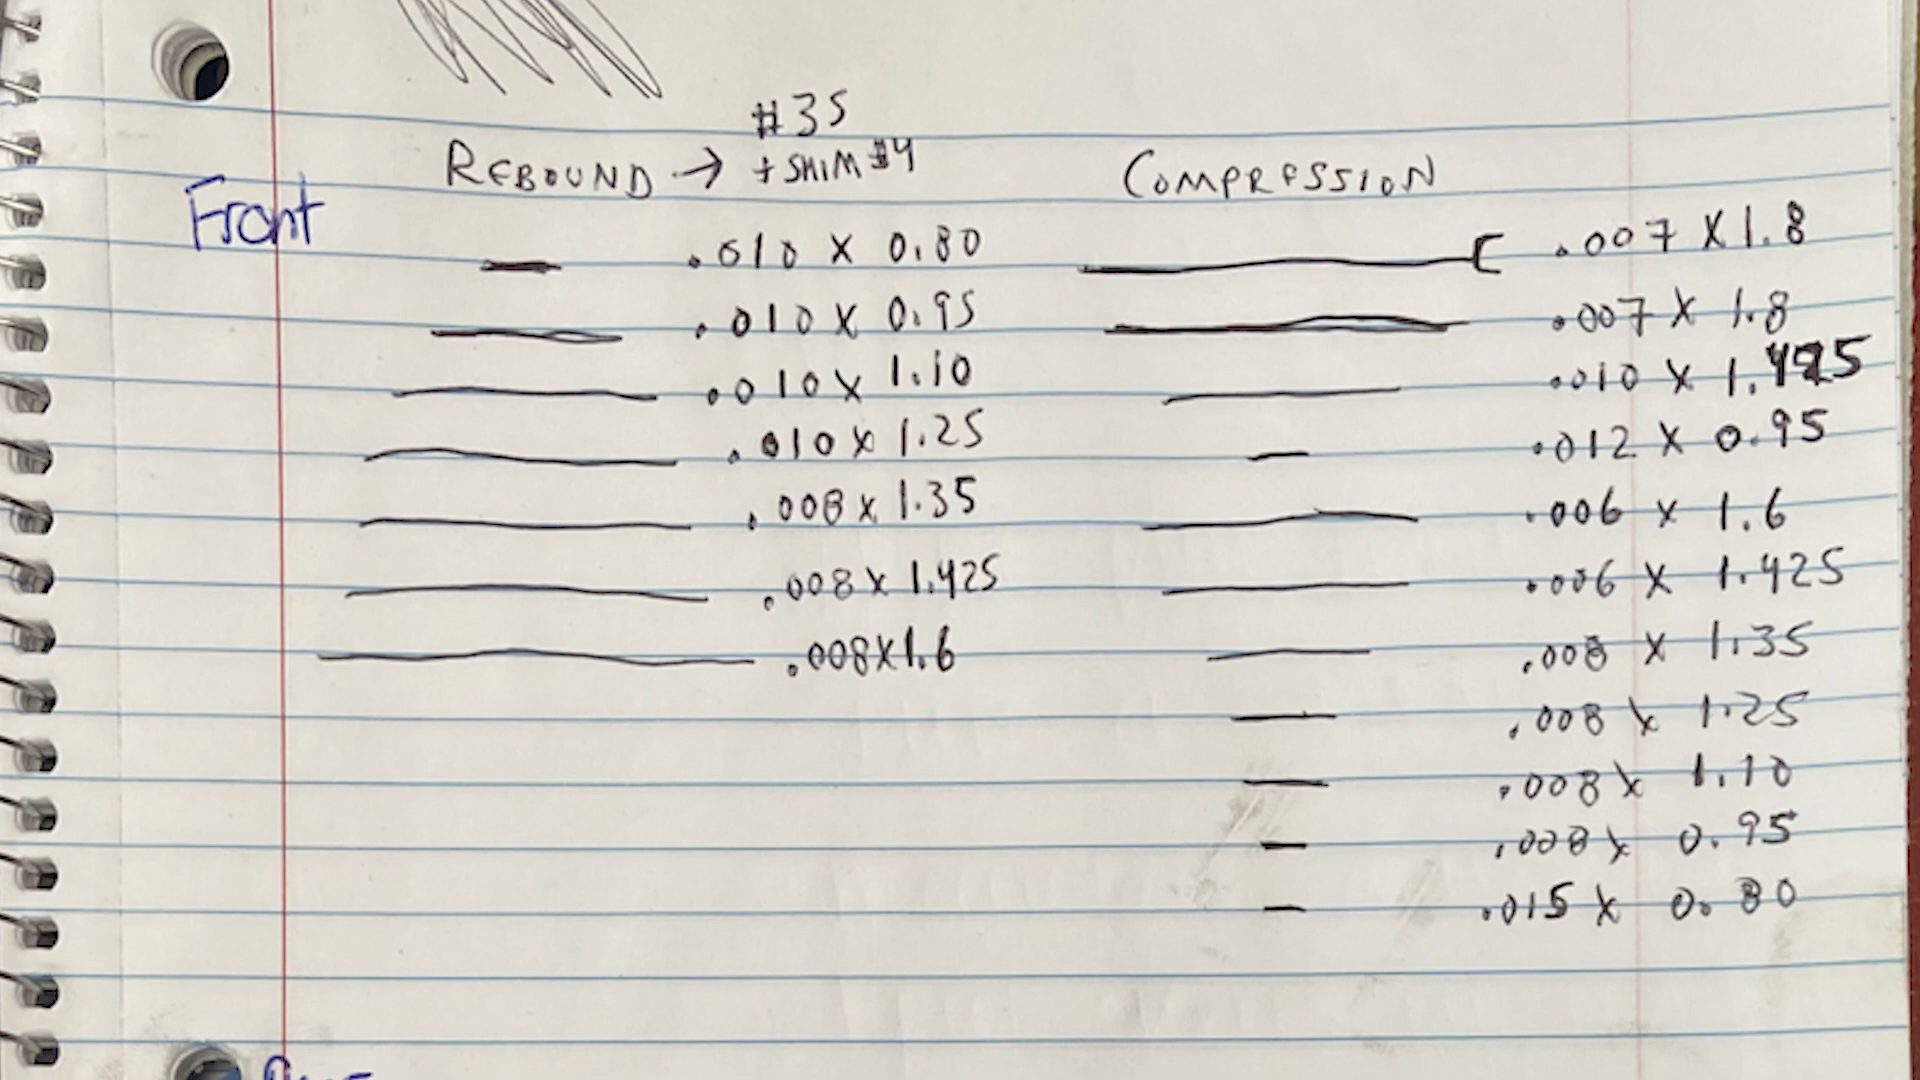 #35
REBOUND → + SHIM #4 COMPRESSION
Front
.010 X 0.80 [ .007 X 1.8
.010 X 0.95 .007 X 1.8
.010 X 1.10 .010 X 1.425
.010 X 1.25 .012 X 0.95
.008 X 1.35 .006 X 1.6
.008 X 1.425 .006 X 1.425
.008 X 1.6 .008 X 1.35
.008 X 1.25
.008 X 1.10
.008 X 0.95
.015 X 0.80